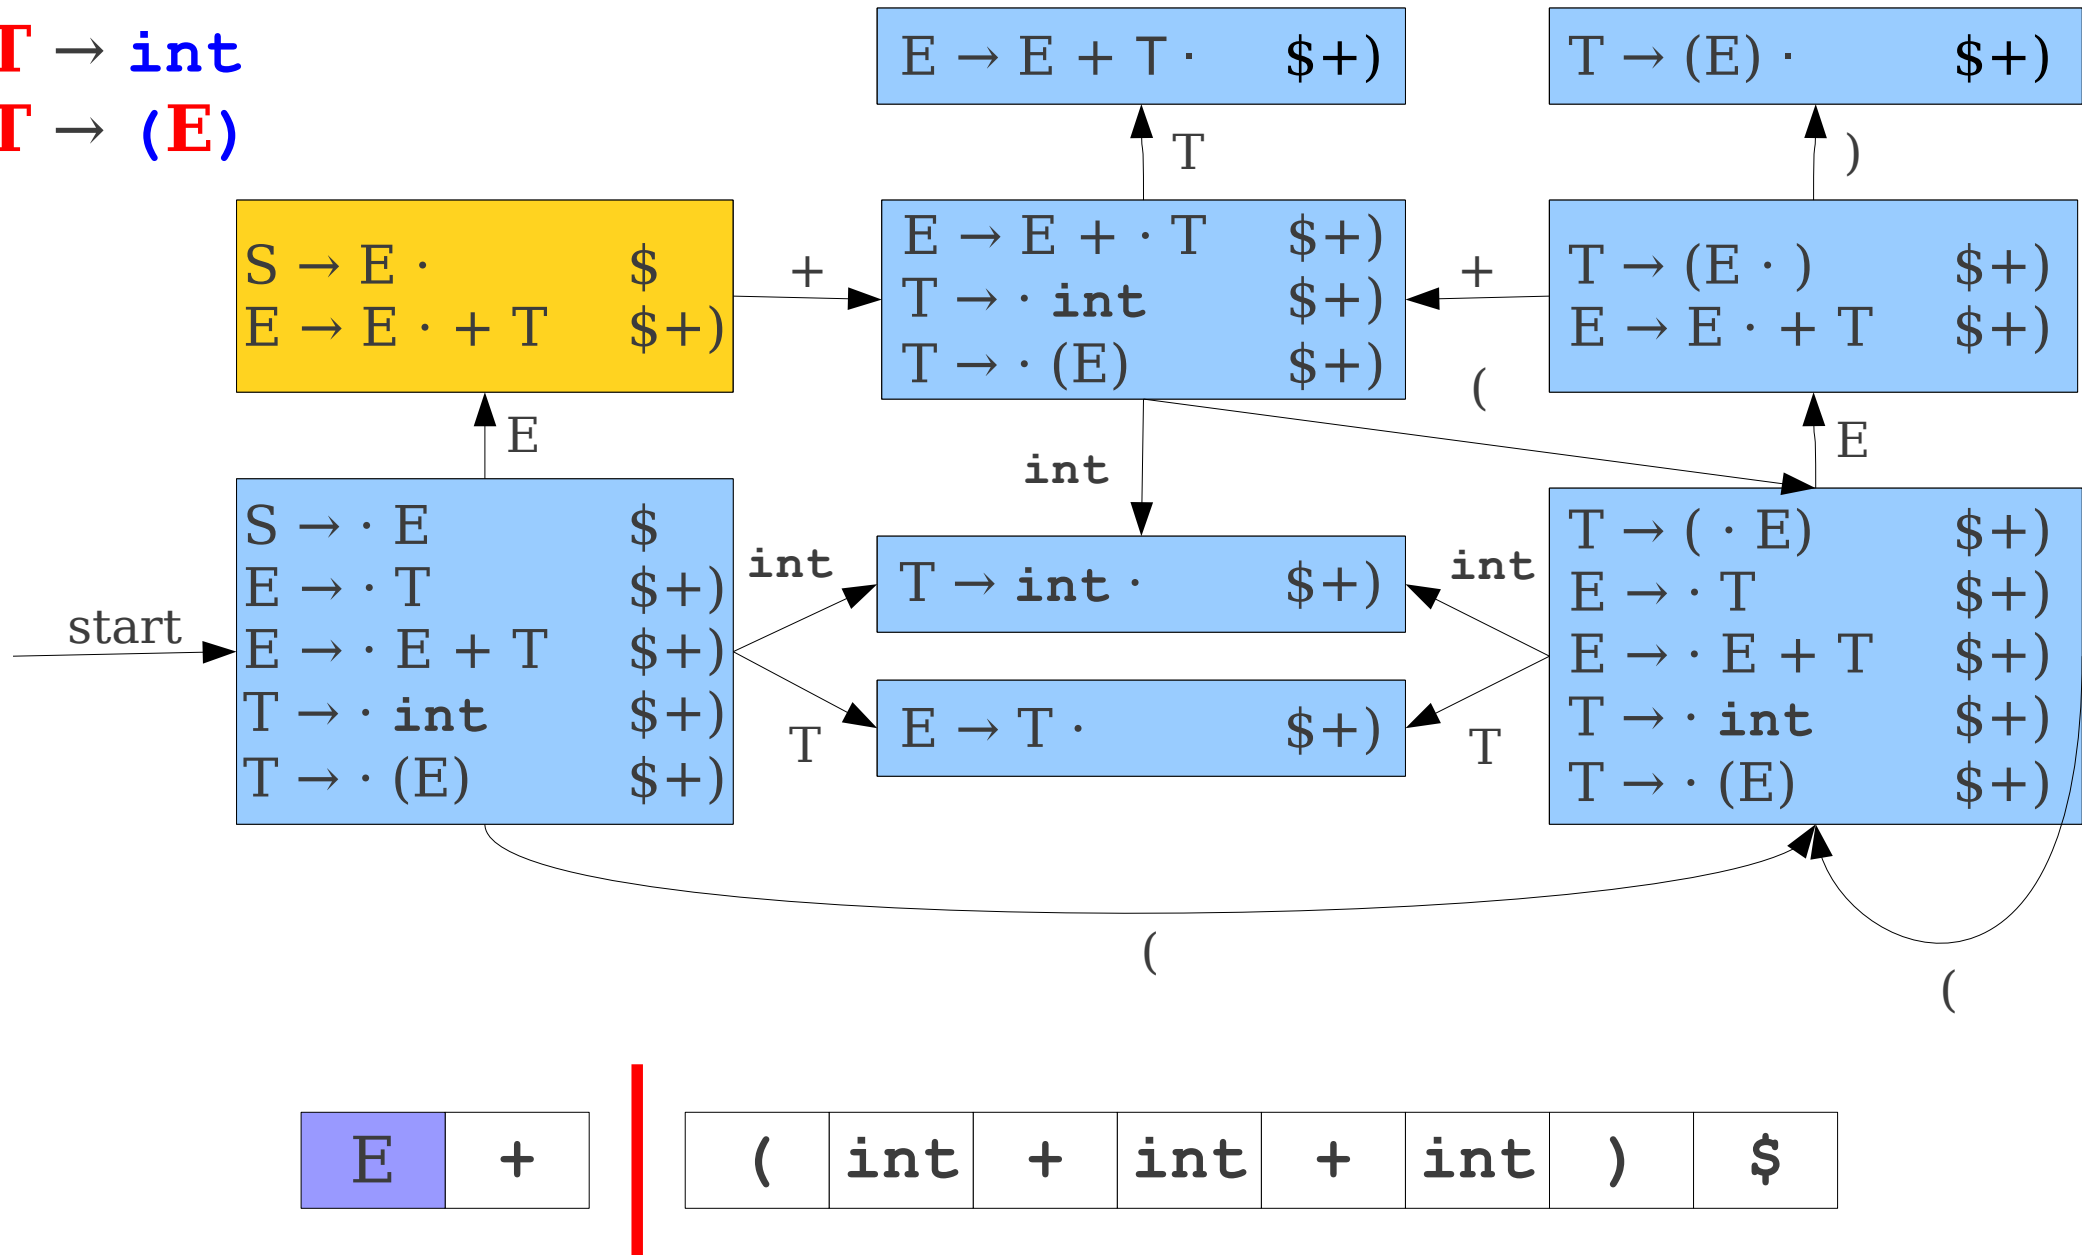 T → int
T → (E)
E → E + T · $+)
T → (E) · $+)
T
)
S → E · $
E → E · + T $+)
+
E → E + · T $+)
T → · int $+)
T → · (E) $+)
+
T → (E · ) $+)
E → E · + T $+)
(
E
int
E
start
S → · E $
E → · T $+)
E → · E + T $+)
T → · int $+)
T → · (E) $+)
int
T
T → int · $+)
E → T · $+)
int
T
T → ( · E) $+)
E → · T $+)
E → · E + T $+)
T → · int $+)
T → · (E) $+)
(
(
E + ( int + int + int ) $